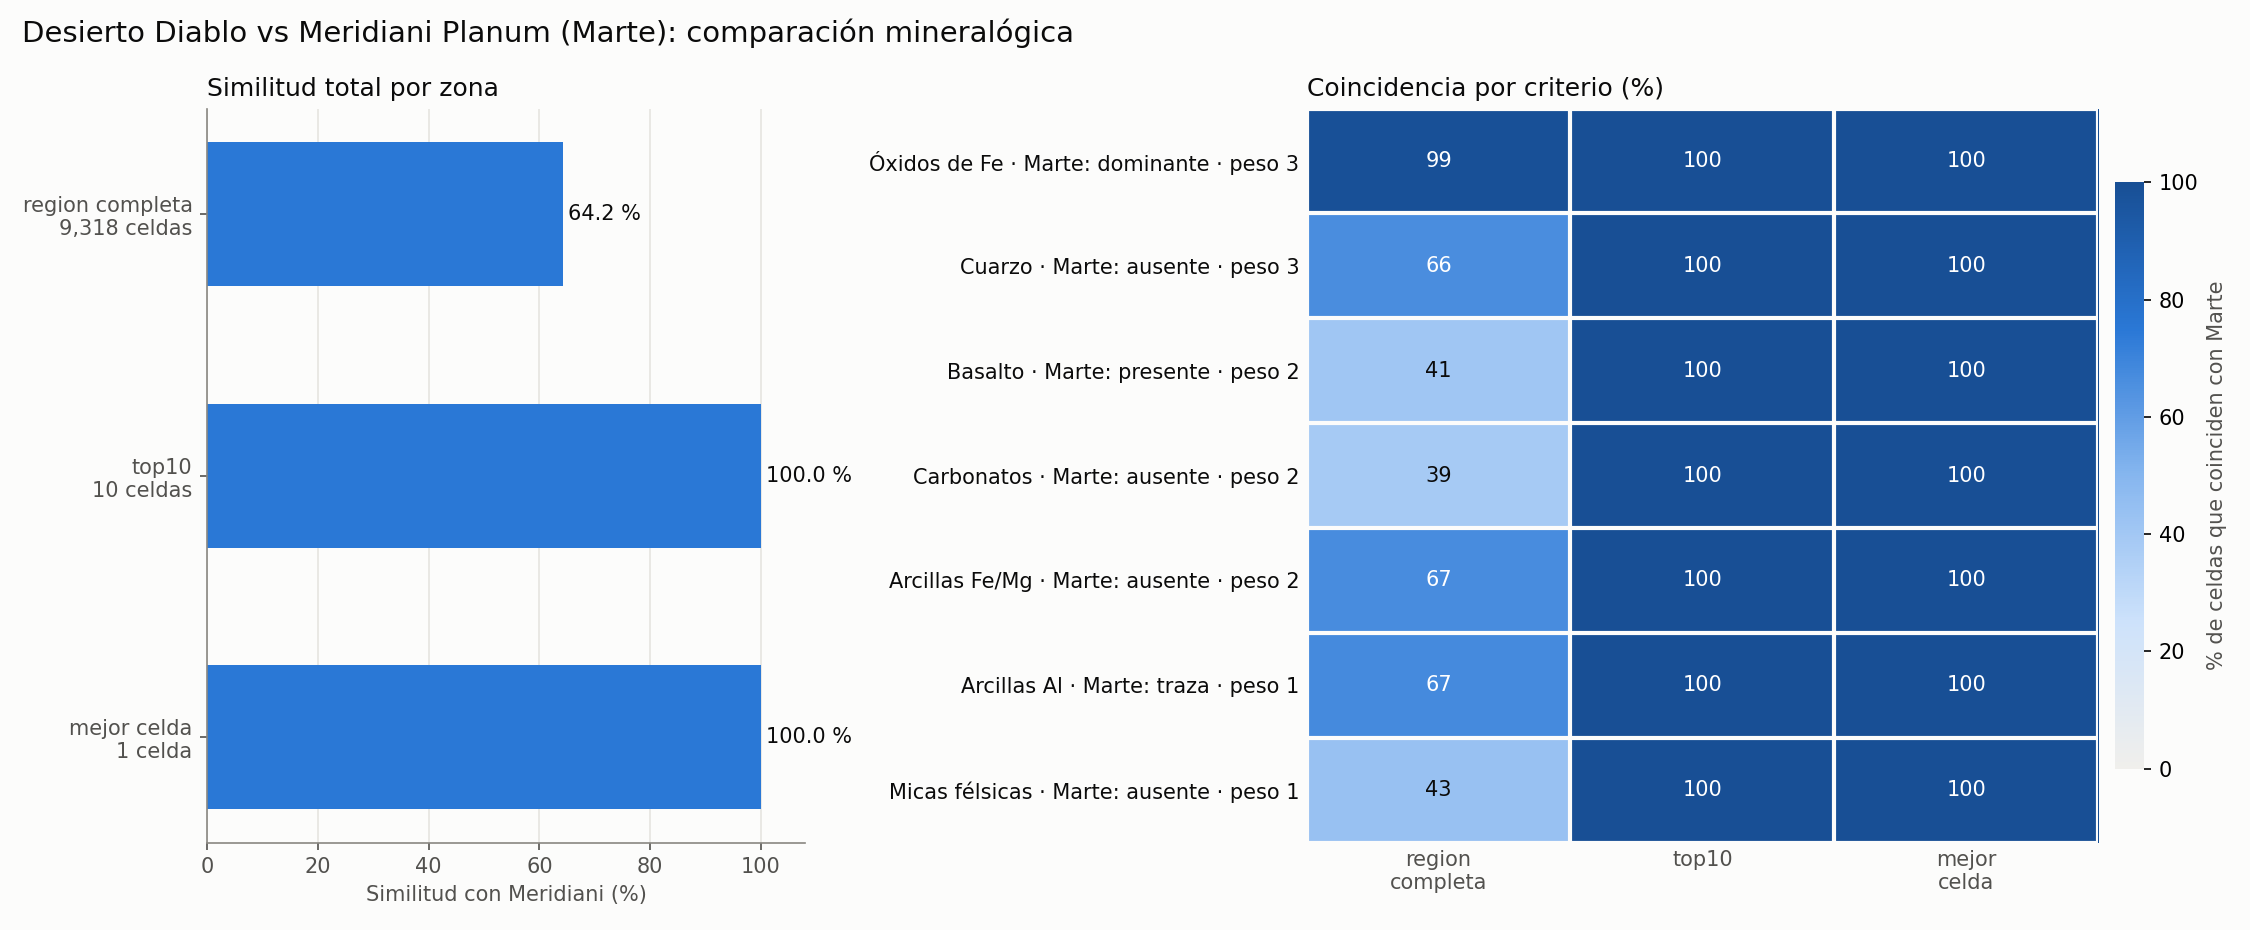 Desierto Diablo vs Meridiani Planum (Marte): comparación mineralógica
Similitud total por zona
region completa
9,318 celdas
64.2 %
top10
10 celdas
100.0 %
mejor celda
1 celda
100.0 %
0 20 40 60 80 100
Similitud con Meridiani (%)
Coincidencia por criterio (%)
Óxidos de Fe · Marte: dominante · peso 3 99 100 100
Cuarzo · Marte: ausente · peso 3 66 100 100
Basalto · Marte: presente · peso 2 41 100 100
Carbonatos · Marte: ausente · peso 2 39 100 100
Arcillas Fe/Mg · Marte: ausente · peso 2 67 100 100
Arcillas Al · Marte: traza · peso 1 67 100 100
Micas félsicas · Marte: ausente · peso 1 43 100 100
region
completa
top10
mejor
celda
100
80
60
40
20
0
% de celdas que coinciden con Marte